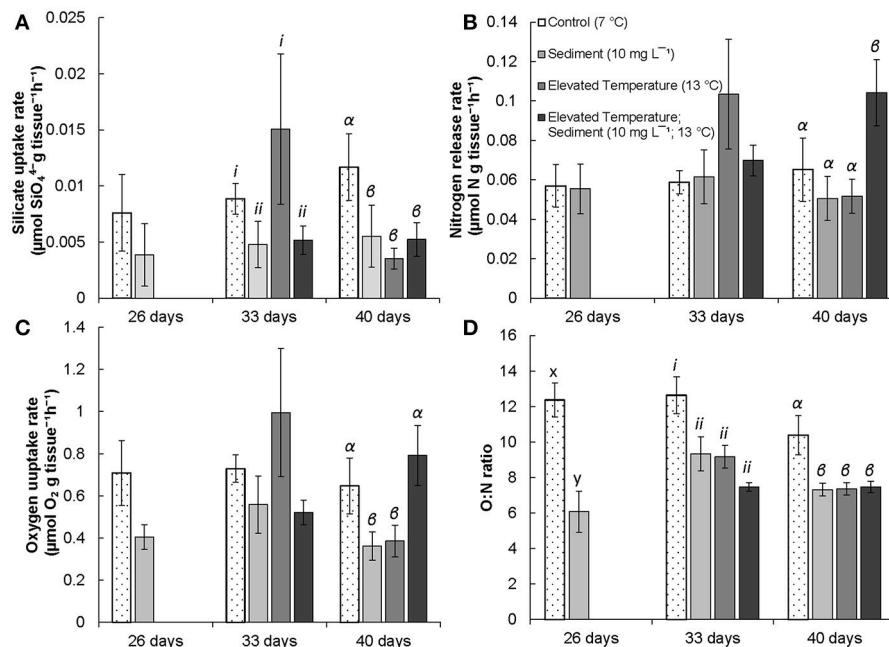 A
Silicate uptake rate
(µmol SiO₄⁴⁻g tissue⁻¹h⁻¹)
0.025
0.02
0.015
0.01
0.005
0
i
ii
i
ii
α
β
β
β
26 days
33 days
40 days
B
Nitrogen release rate
(µmol N g tissue⁻¹h⁻¹)
0.14
0.12
0.1
0.08
0.06
0.04
0.02
0
Control (7 °C)
Sediment (10 mg L⁻¹)
Elevated Temperature (13 °C)
Elevated Temperature;
Sediment (10 mg L⁻¹; 13 °C)
α
α
α
β
26 days
33 days
40 days
C
Oxygen uuptake rate
(µmol O₂ g tissue⁻¹h⁻¹)
1.4
1.2
1
0.8
0.6
0.4
0.2
0
α
β
β
α
26 days
33 days
40 days
D
O:N ratio
16
14
12
10
8
6
4
2
0
x
y
i
ii
ii
ii
α
β
β
β
26 days
33 days
40 days